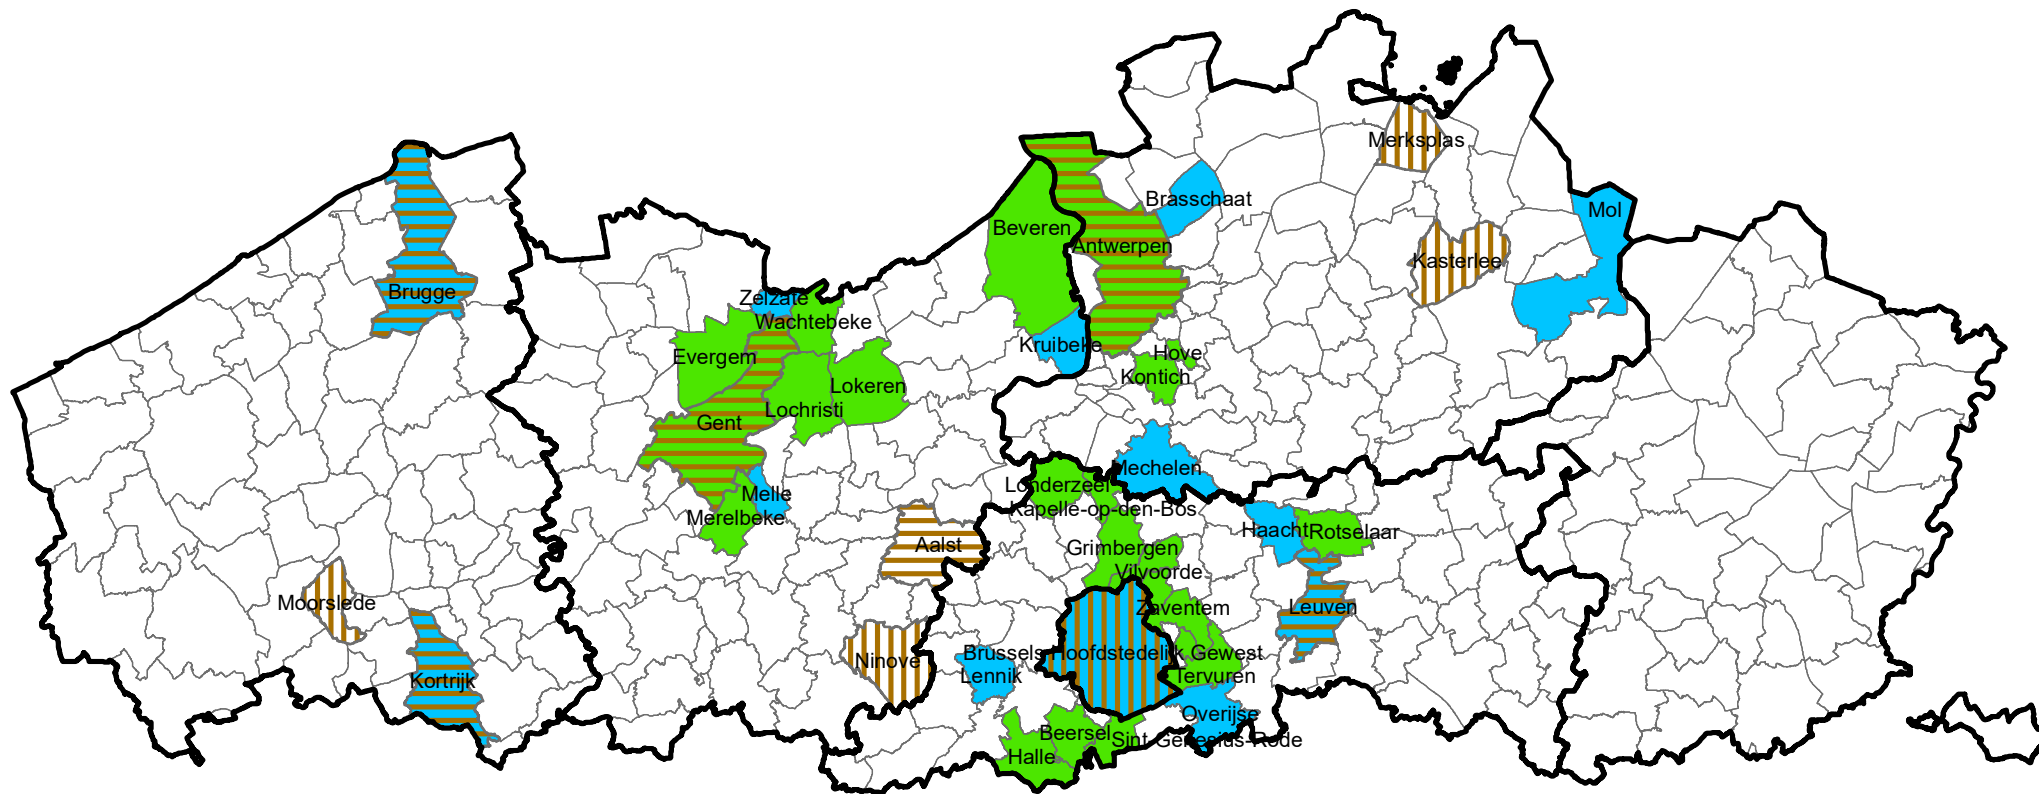 Merksplas
Brasschaat
Mol
Beveren
Antwerpen
Kasterlee
Brugge
Zelzate
Wachtebeke
Kruibeke
Hove
Evergem
Kontich
Lokeren
Lochristi
Gent
Mechelen
Londerzeel
Melle
Kapelle-op-den-Bos
Merelbeke
Haacht
Rotselaar
Aalst
Grimbergen
Vilvoorde
Moorslede
Zaventem
Leuven
Brussels Hoofdstedelijk Gewest
Ninove
Lennik
Tervuren
Kortrijk
Overijse
Beersel
Sint-Genesius-Rode
Halle